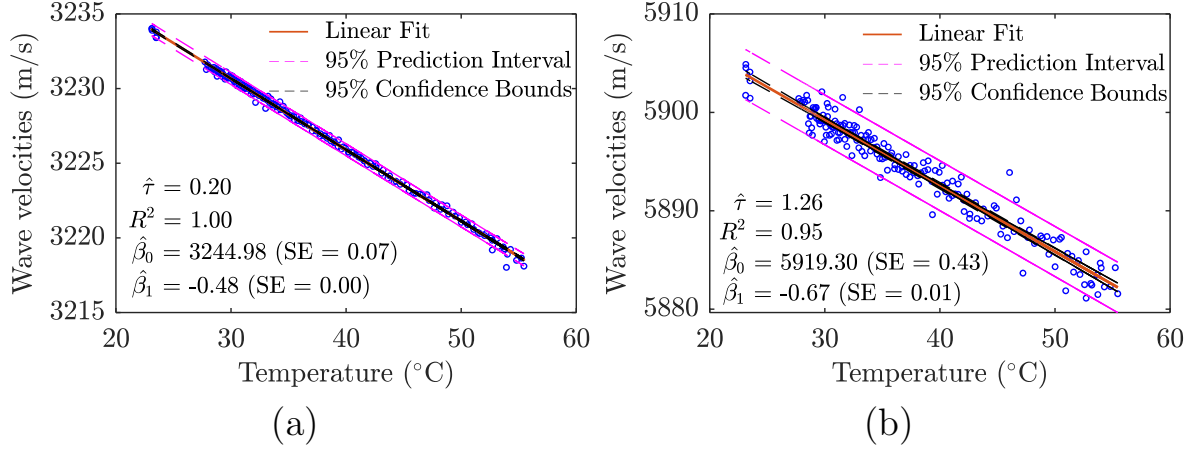 3235
3230
3225
3220
3215
Wave velocities (m/s)
Linear Fit
95% Prediction Interval
95% Confidence Bounds
τ̂ = 0.20
R² = 1.00
β̂₀ = 3244.98 (SE = 0.07)
β̂₁ = -0.48 (SE = 0.00)
20 30 40 50 60
Temperature (°C)
(a)
5910
5900
5890
5880
Wave velocities (m/s)
Linear Fit
95% Prediction Interval
95% Confidence Bounds
τ̂ = 1.26
R² = 0.95
β̂₀ = 5919.30 (SE = 0.43)
β̂₁ = -0.67 (SE = 0.01)
20 30 40 50 60
Temperature (°C)
(b)